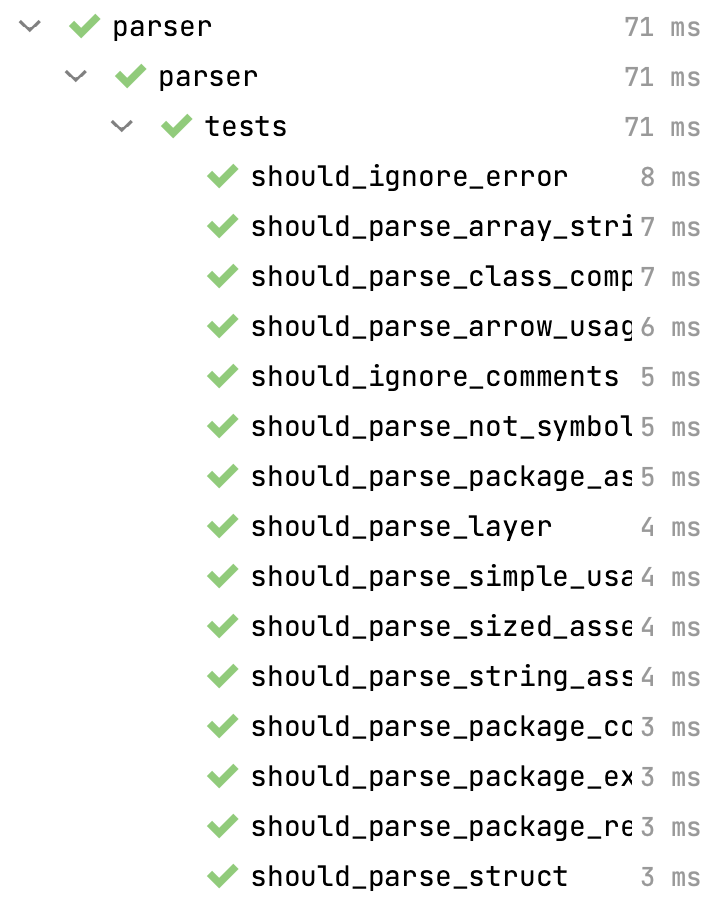 parser 71 ms
parser 71 ms
tests 71 ms
should_ignore_error 8 ms
should_parse_array_stri 7 ms
should_parse_class_comp 7 ms
should_parse_arrow_usag 6 ms
should_ignore_comments 5 ms
should_parse_not_symbol 5 ms
should_parse_package_as 5 ms
should_parse_layer 4 ms
should_parse_simple_usa 4 ms
should_parse_sized_asse 4 ms
should_parse_string_ass 4 ms
should_parse_package_co 3 ms
should_parse_package_ex 3 ms
should_parse_package_re 3 ms
should_parse_struct 3 ms